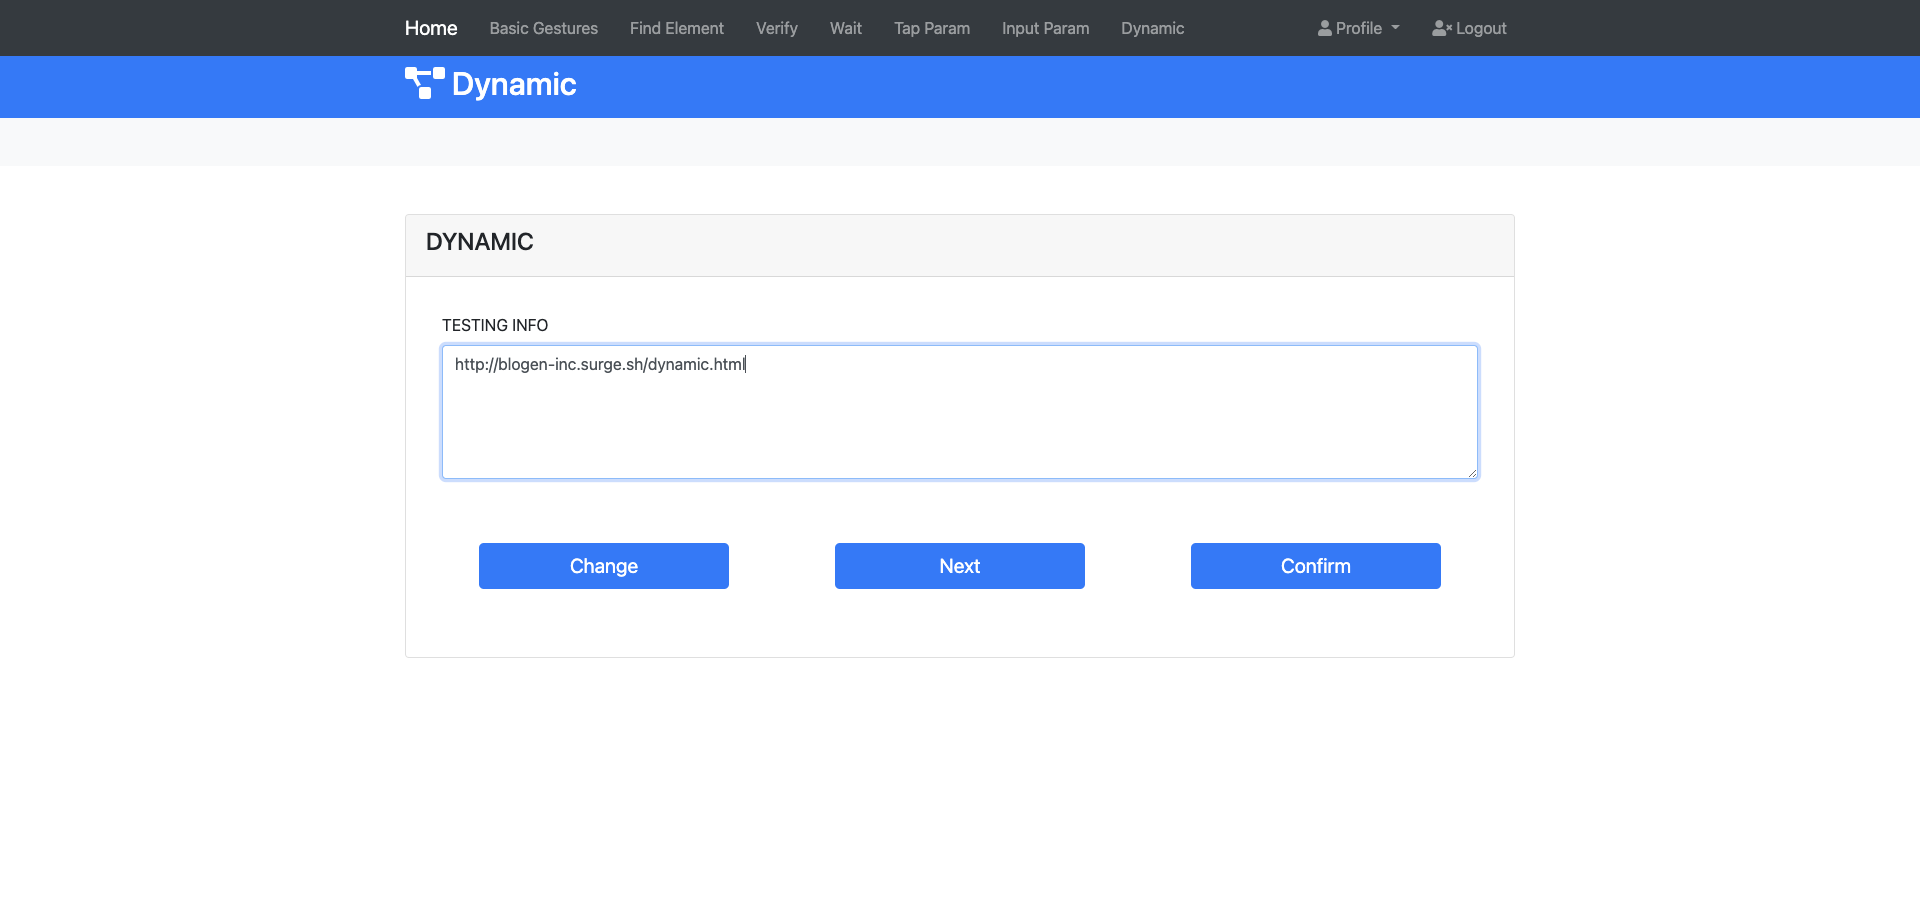 Home Basic Gestures Find Element Verify Wait Tap Param Input Param Dynamic Profile Logout
Dynamic
DYNAMIC
TESTING INFO
http://blogen-inc.surge.sh/dynamic.html
Change Next Confirm